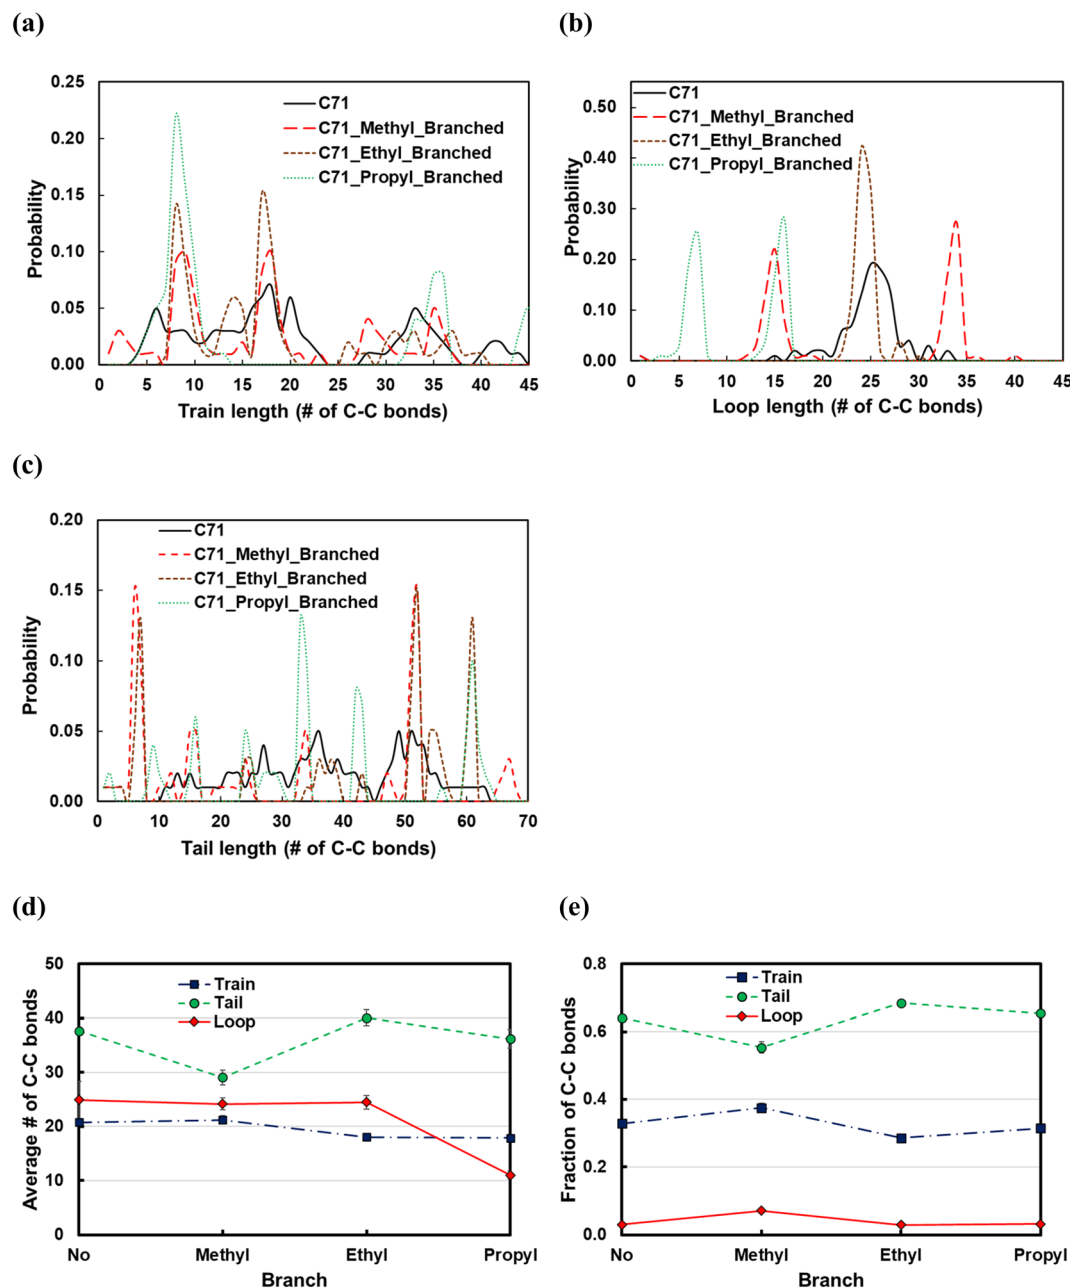 (a)
(b)
0.25
0.20
0.15
0.10
0.05
0.00
Probability
C71
C71_Methyl_Branched
C71_Ethyl_Branched
C71_Propyl_Branched
0 5 10 15 20 25 30 35 40 45
Train length (# of C-C bonds)
0.50
0.40
0.30
0.20
0.10
0.00
Probability
C71
C71_Methyl_Branched
C71_Ethyl_Branched
C71_Propyl_Branched
0 5 10 15 20 25 30 35 40 45
Loop length (# of C-C bonds)
(c)
0.20
0.15
0.10
0.05
0.00
Probability
C71
C71_Methyl_Branched
C71_Ethyl_Branched
C71_Propyl_Branched
0 10 20 30 40 50 60 70
Tail length (# of C-C bonds)
(d)
(e)
50
40
30
20
10
0
Average # of C-C bonds
Train
Tail
Loop
No Methyl Ethyl Propyl
Branch
0.8
0.6
0.4
0.2
0.0
Fraction of C-C bonds
Train
Tail
Loop
No Methyl Ethyl Propyl
Branch